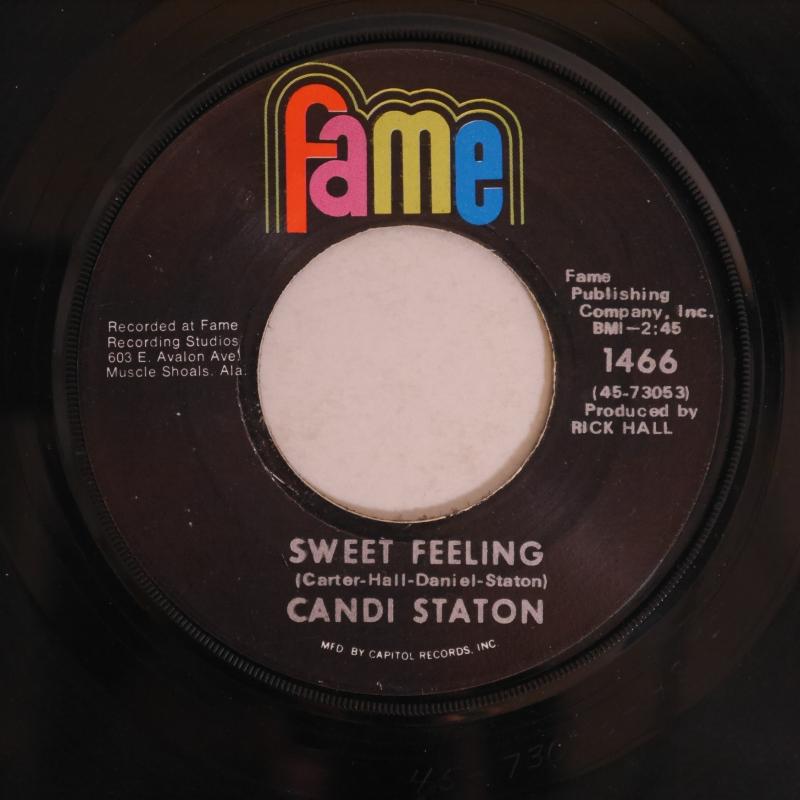 fame
Recorded at Fame
Recording Studios
603 E. Avalon Ave.
Muscle Shoals. Ala.
Fame
Publishing
Company, Inc.
BMI-2:45
1466
(45-73053)
Produced by
RICK HALL
SWEET FEELING
(Carter-Hall-Daniel-Staton)
CANDI STATON
MFD. BY CAPITOL RECORDS, INC.
45-730